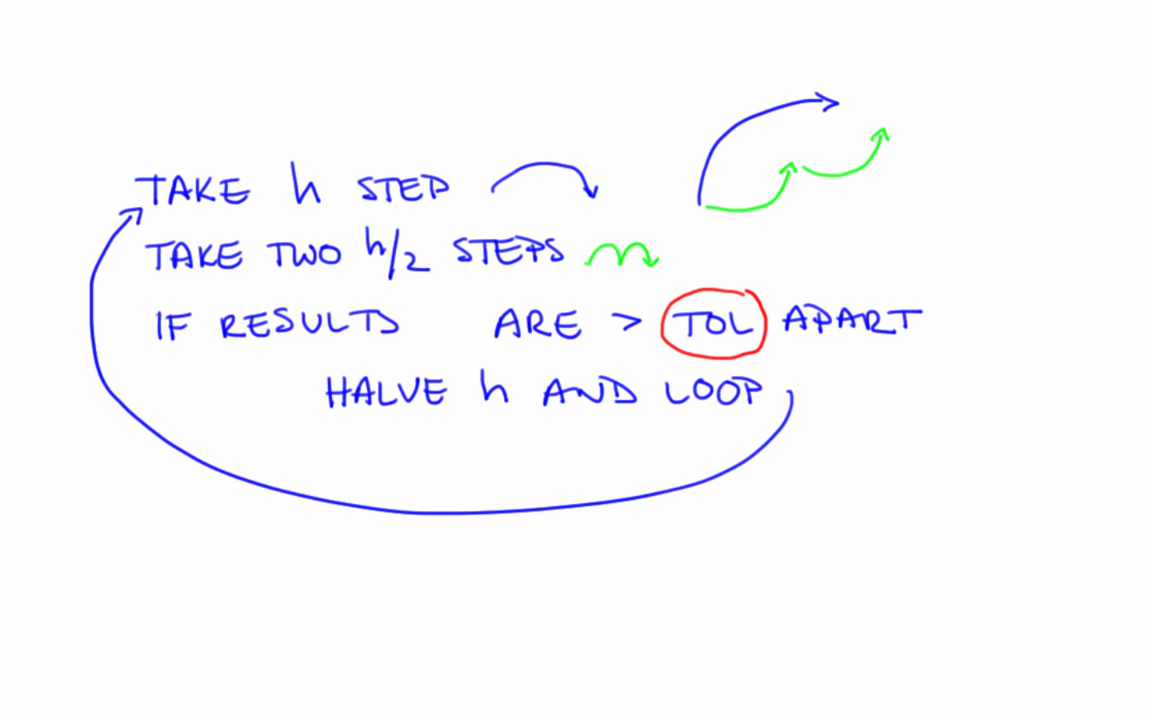 TAKE h STEP
TAKE TWO h/2 STEPS
IF RESULTS ARE > TOL APART
HALVE h AND LOOP